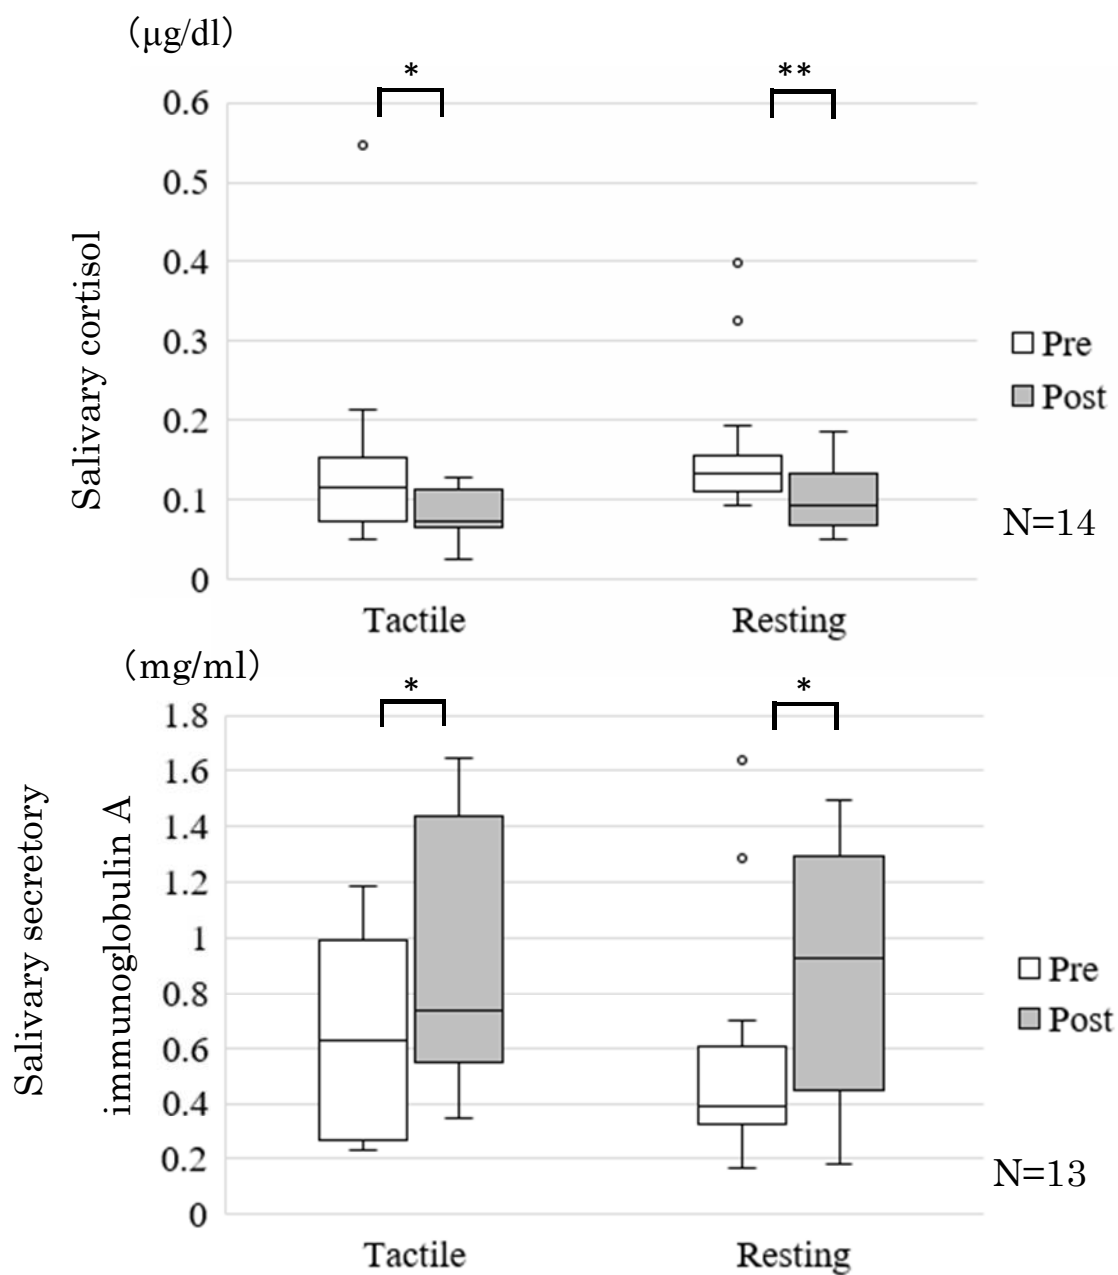 （μg/dl）
* **
0.6
0.5
0.4
0.3
0.2
0.1
0
Salivary cortisol
Pre
Post
N=14
Tactile Resting
（mg/ml）
* *
1.8
1.6
1.4
1.2
1
0.8
0.6
0.4
0.2
0
Salivary secretory
immunoglobulin A
Pre
Post
N=13
Tactile Resting